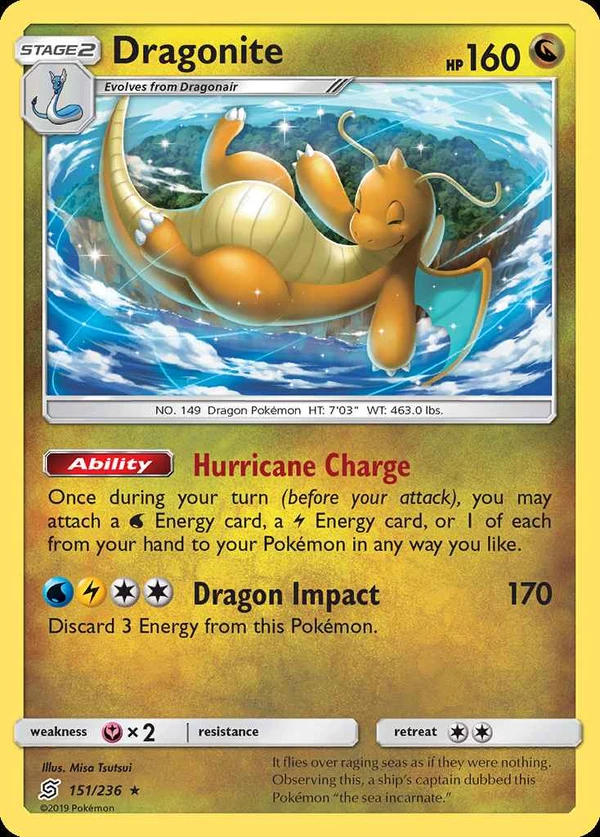 STAGE2 Dragonite HP160
Evolves from Dragonair
NO. 149 Dragon Pokémon HT: 7'03" WT: 463.0 lbs.
Ability Hurricane Charge
Once during your turn (before your attack), you may
attach a Energy card, a Energy card, or 1 of each
from your hand to your Pokémon in any way you like.
Dragon Impact 170
Discard 3 Energy from this Pokémon.
weakness ×2 resistance retreat
Illus. Misa Tsutsui
151/236 ★
©2019 Pokémon
It flies over raging seas as if they were nothing.
Observing this, a ship's captain dubbed this
Pokémon "the sea incarnate."